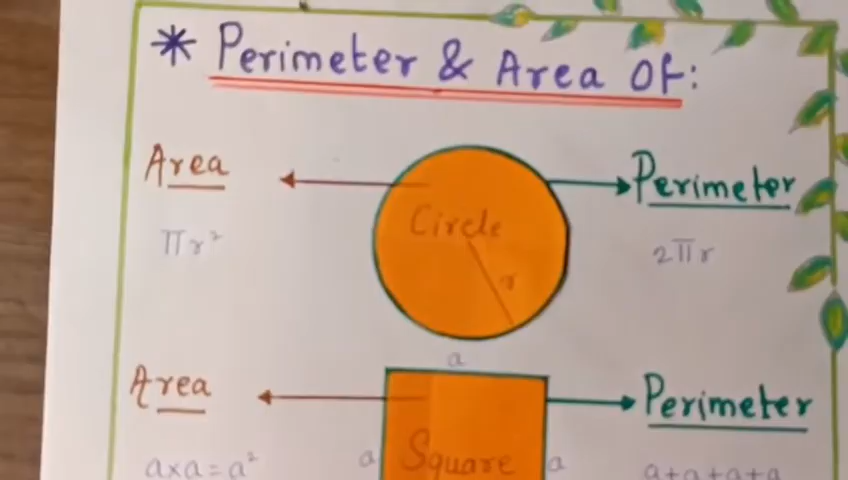 * Perimeter & Area Of:
Area
Perimeter
πr²
Circle
2πr
r
a
Area
Perimeter
a×a=a²
a
Square
a
a+a+a+a